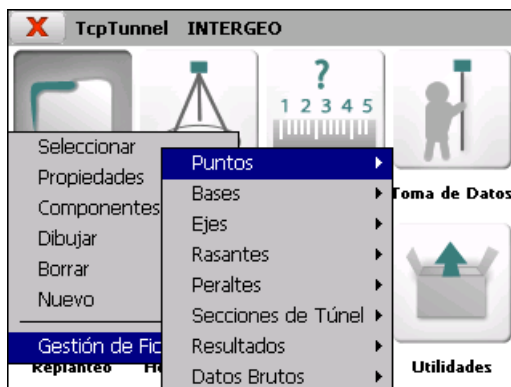 X TcpTunnel INTERGEO
?
1 2 3 4 5
Toma de Datos
Seleccionar
Propiedades
Componentes
Dibujar
Borrar
Nuevo
Gestión de Fic
Puntos
Bases
Ejes
Rasantes
Peraltes
Secciones de Túnel
Resultados
Datos Brutos
Replanteo
Utilidades